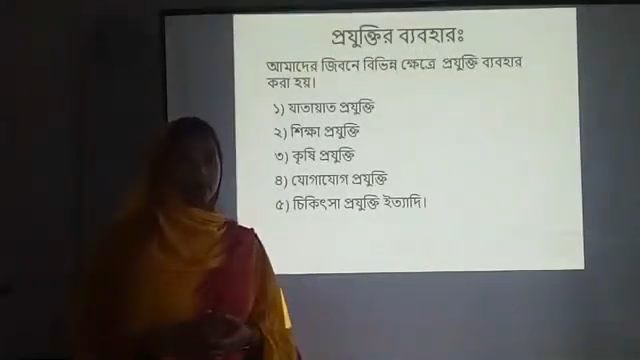 প্রযুক্তির ব্যবহারঃ
আমাদের জিবনে বিভিন্ন ক্ষেত্রে প্রযুক্তি ব্যবহার
করা হয়।
১) যাতায়াত প্রযুক্তি
২) শিক্ষা প্রযুক্তি
৩) কৃষি প্রযুক্তি
৪) যোগাযোগ প্রযুক্তি
৫) চিকিৎসা প্রযুক্তি ইত্যাদি।